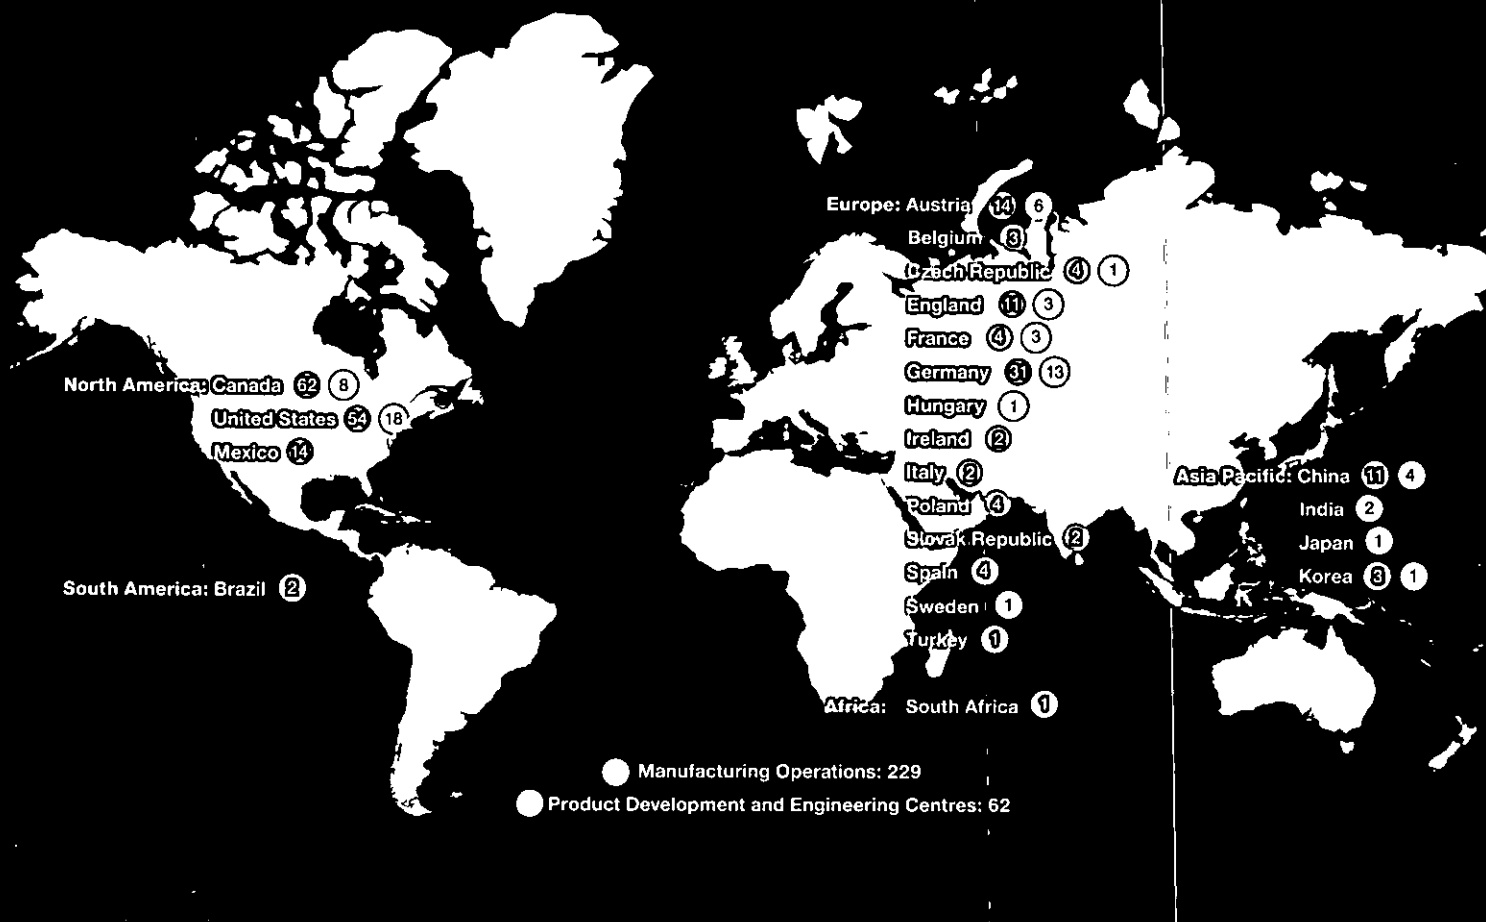 Europe: Austria 14 6
Belgium 3
Czech Republic 4 1
England 11 3
France 4 3
Germany 31 13
Hungary 1
Ireland 2
Italy 2
Poland 4
Slovak Republic 2
Spain 4
Sweden 1
Turkey 1
North America: Canada 62 8
United States 54 18
Mexico 14
South America: Brazil 2
Asia Pacific: China 11 4
India 2
Japan 1
Korea 3 1
Africa: South Africa 1
Manufacturing Operations: 229
Product Development and Engineering Centres: 62